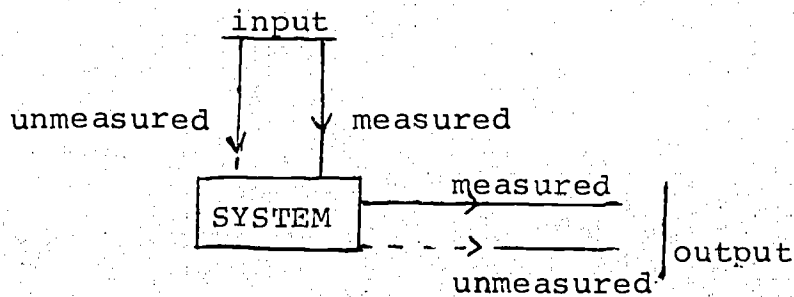 input
unmeasured measured
measured
SYSTEM
output
unmeasured